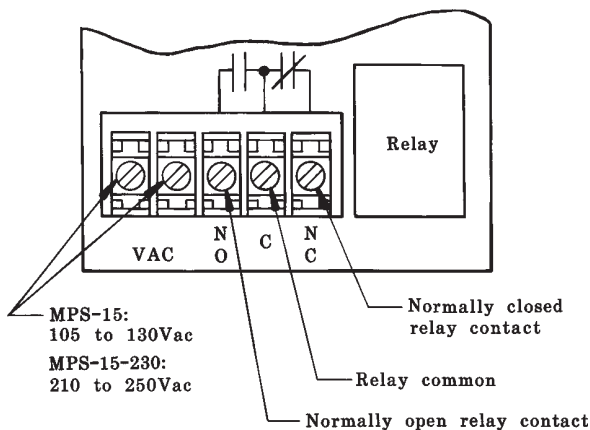 Relay
VAC
N
O
C
N
C
MPS-15:
105 to 130Vac
MPS-15-230:
210 to 250Vac
Normally closed
relay contact
Relay common
Normally open relay contact